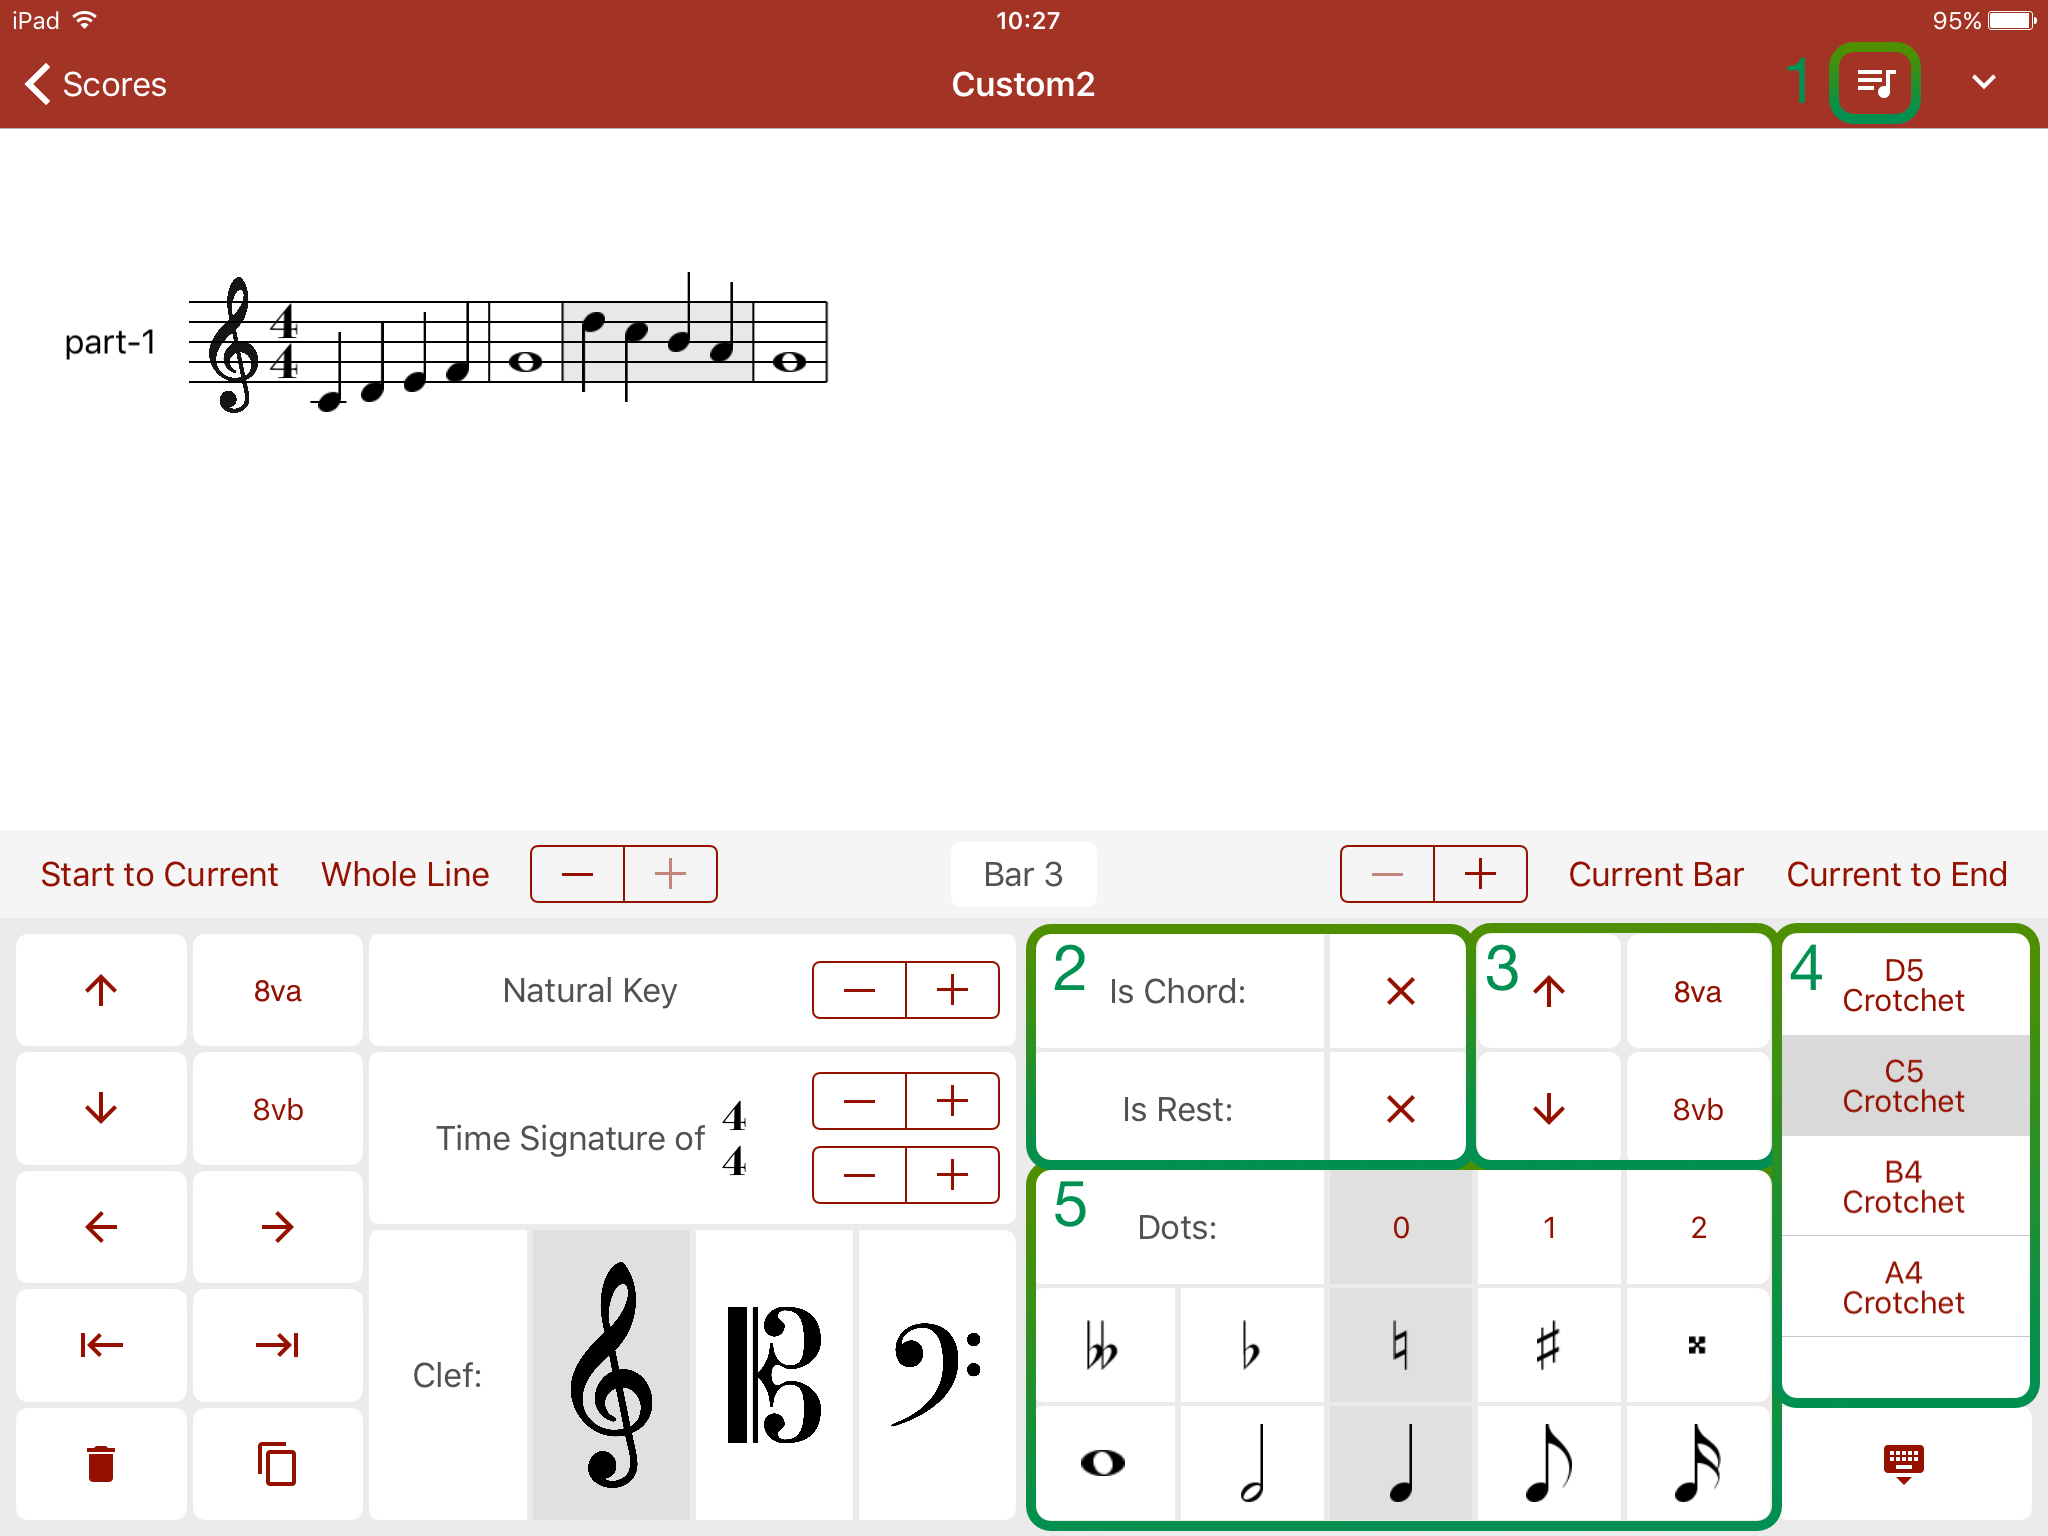 iPad 10:27 95%
Scores Custom2 1
part-1
4
4
Start to Current Whole Line Bar 3 Current Bar Current to End
8va Natural Key
8vb Time Signature of 4
4
Clef:
2 Is Chord: 3 8va
Is Rest: 8vb
4 D5
Crotchet
C5
Crotchet
B4
Crotchet
A4
Crotchet
5 Dots: 0 1 2